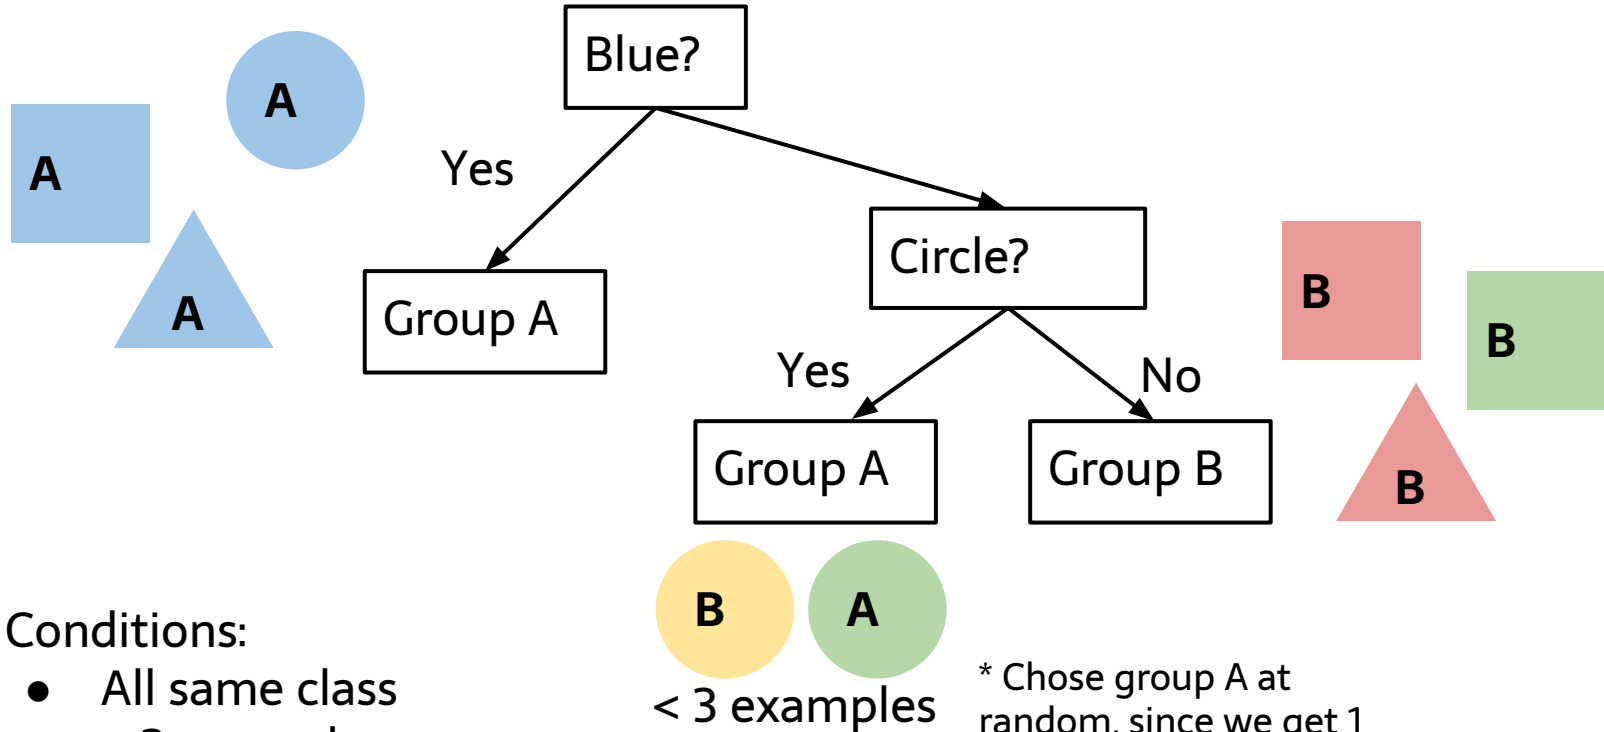 Blue?
A
A
A
Yes
Group A
Circle?
Yes
No
Group A
Group B
B
B
B
B
A
< 3 examples
Conditions:
● All same class
* Chose group A at
random, since we get 1